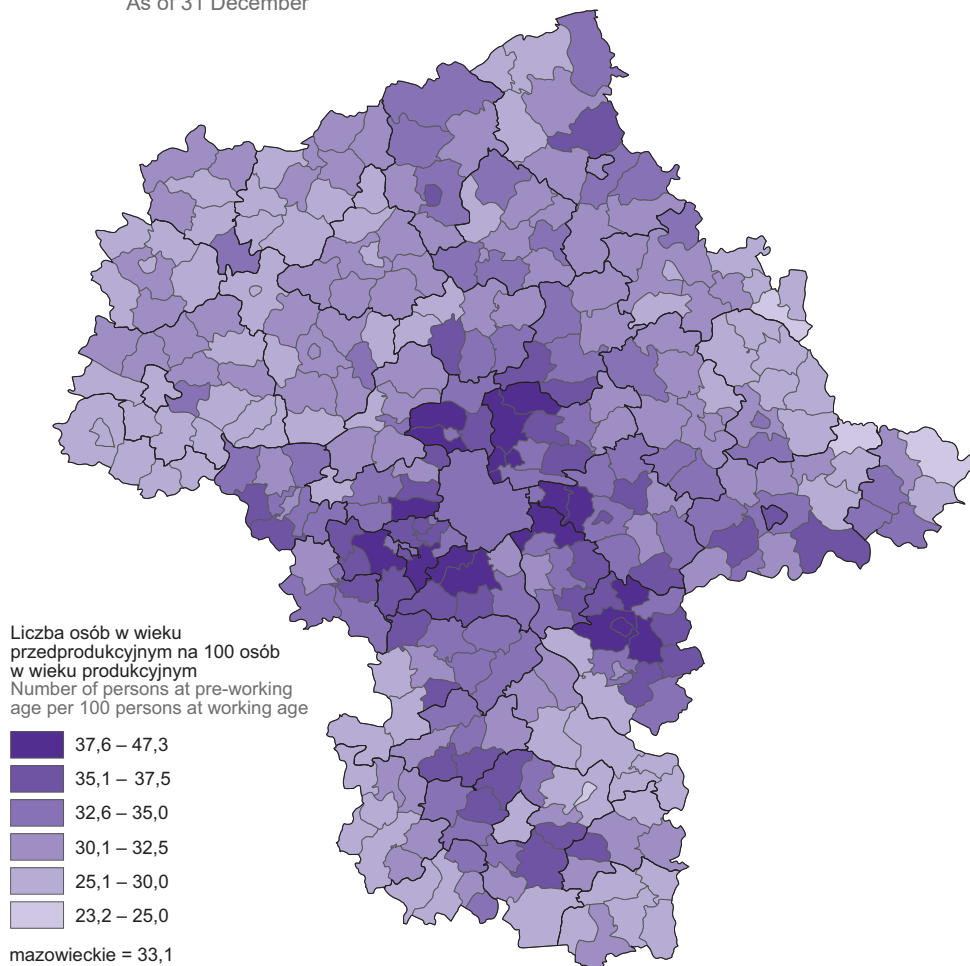 As of 31 December
Liczba osób w wieku
przedprodukcyjnym na 100 osób
w wieku produkcyjnym
Number of persons at pre-working
age per 100 persons at working age
37,6 – 47,3
35,1 – 37,5
32,6 – 35,0
30,1 – 32,5
25,1 – 30,0
23,2 – 25,0
mazowieckie = 33,1